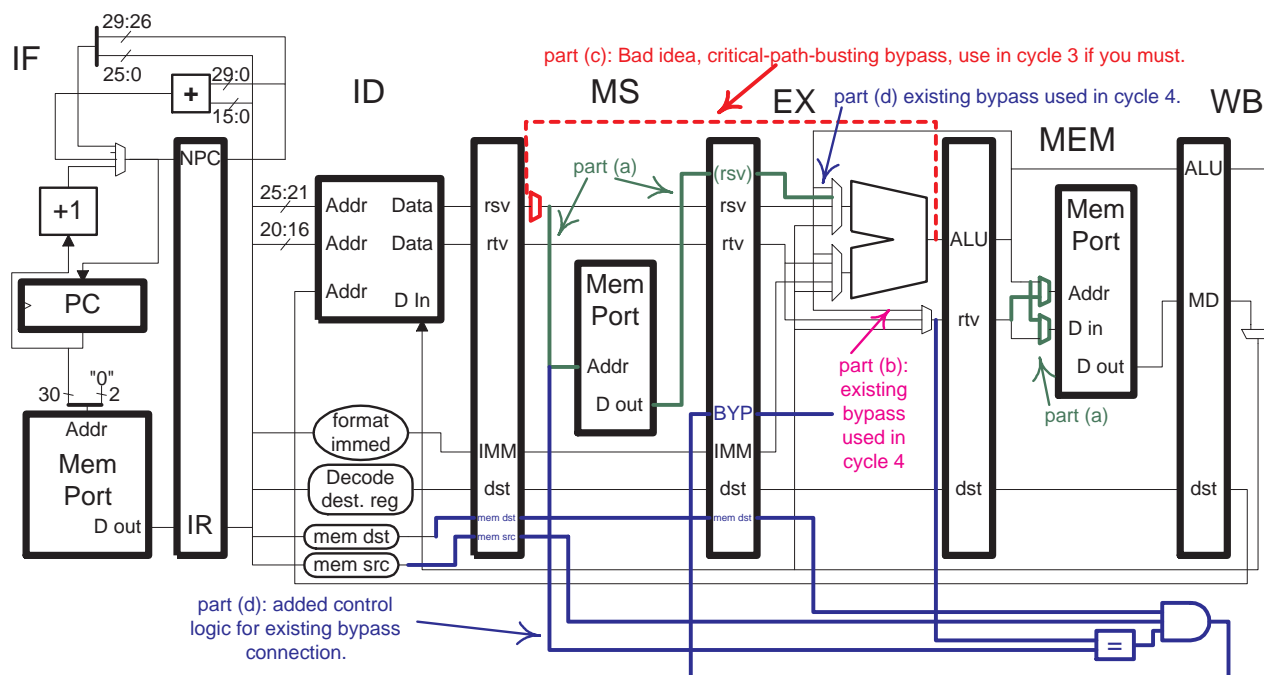 29:26
IF
25:0
29:0
+
15:0
ID
MS
EX
MEM
WB
part (c): Bad idea, critical-path-busting bypass, use in cycle 3 if you must.
part (d) existing bypass used in cycle 4.
NPC
+1
PC
30
"0"
2
Addr
Mem
Port
D out
IR
25:21
20:16
Addr
Data
Addr
Data
Addr
D In
format
immed
Decode
dest. reg
mem dst
mem src
rsv
rtv
IMM
dst
mem dst
mem src
part (a)
Mem
Port
Addr
D out
(rsv)
rsv
rtv
BYP
IMM
dst
mem dst
part (b):
existing
bypass
used in
cycle 4
ALU
rtv
dst
Mem
Port
Addr
D in
D out
part (a)
ALU
MD
dst
part (d): added control
logic for existing bypass
connection.
=